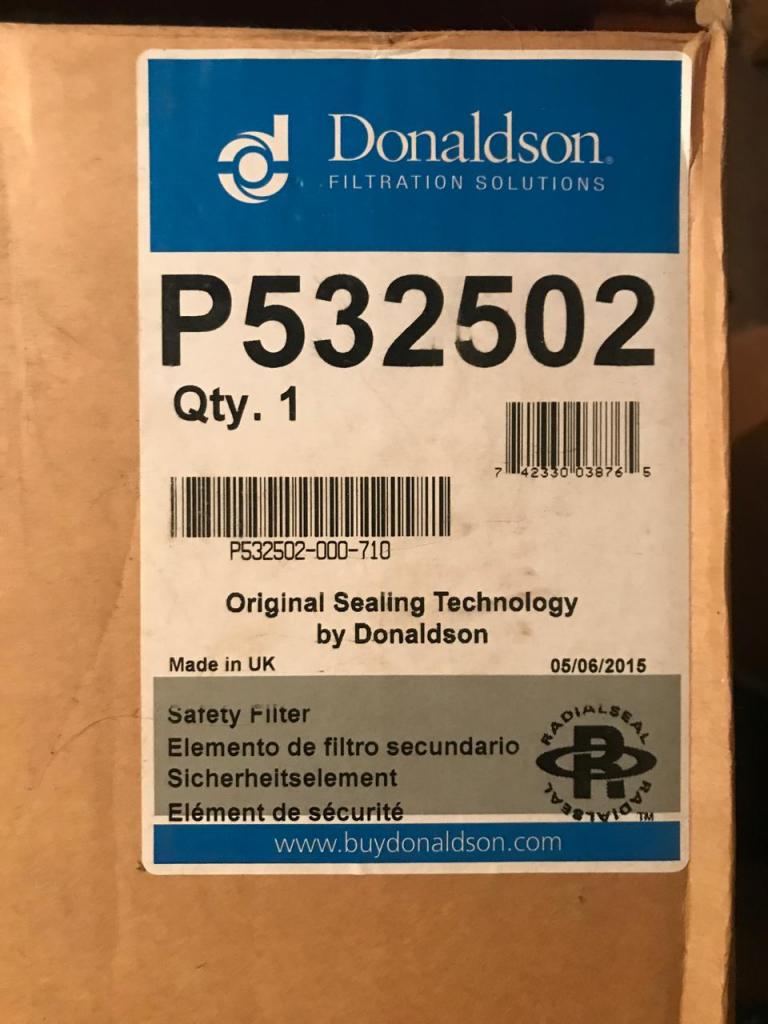 Donaldson®
FILTRATION SOLUTIONS
P532502
Qty. 1
7 42330 03876 5
P532502-000-710
Original Sealing Technology
by Donaldson
Made in UK 05/06/2015
Safety Filter
Elemento de filtro secundario
Sicherheitselement
Elément de sécurité
RADIALSEAL
R
RADIALSEAL
TM
www.buydonaldson.com